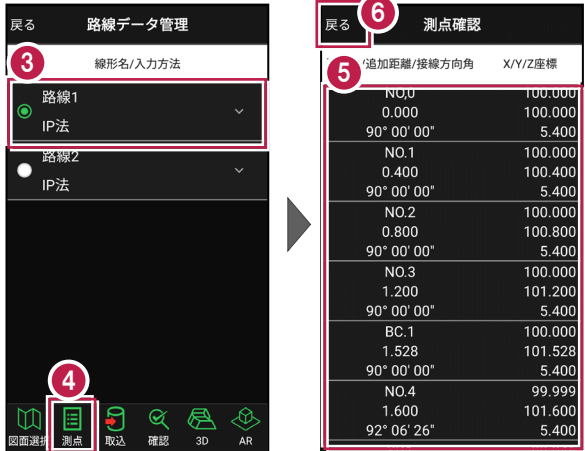 戻る 路線データ管理
3
線形名/入力方法
路線1
IP法
路線2
IP法
4
図面選択 測点 取込 確認 3D AR
戻る 6 測点確認
5 /追加距離/接線方向角 X/Y/Z座標
NO,0 100.000
0.000 100.000
90° 00' 00" 5.400
NO.1 100.000
0.400 100.400
90° 00' 00" 5.400
NO.2 100.000
0.800 100.800
90° 00' 00" 5.400
NO.3 100.000
1.200 101.200
90° 00' 00" 5.400
BC.1 100.000
1.528 101.528
90° 00' 00" 5.400
NO.4 99.999
1.600 101.600
92° 06' 26" 5.400